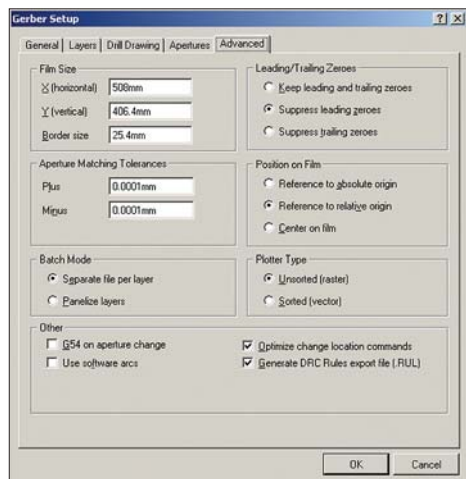 Gerber Setup
General
Layers
Drill Drawing
Apertures
Advanced
Film Size
X (horizontal) 508mm
Y (vertical) 406.4mm
Border size 25.4mm
Leading/Trailing Zeroes
Keep leading and trailing zeroes
Suppress leading zeroes
Suppress trailing zeroes
Aperture Matching Tolerances
Plus 0.0001mm
Minus 0.0001mm
Position on Film
Reference to absolute origin
Reference to relative origin
Center on film
Batch Mode
Separate file per layer
Panelize layers
Plotter Type
Unsorted (raster)
Sorted (vector)
Other
G54 on aperture change
Use software arcs
Optimize change location commands
Generate DRC Rules export file (.RUL)
OK
Cancel